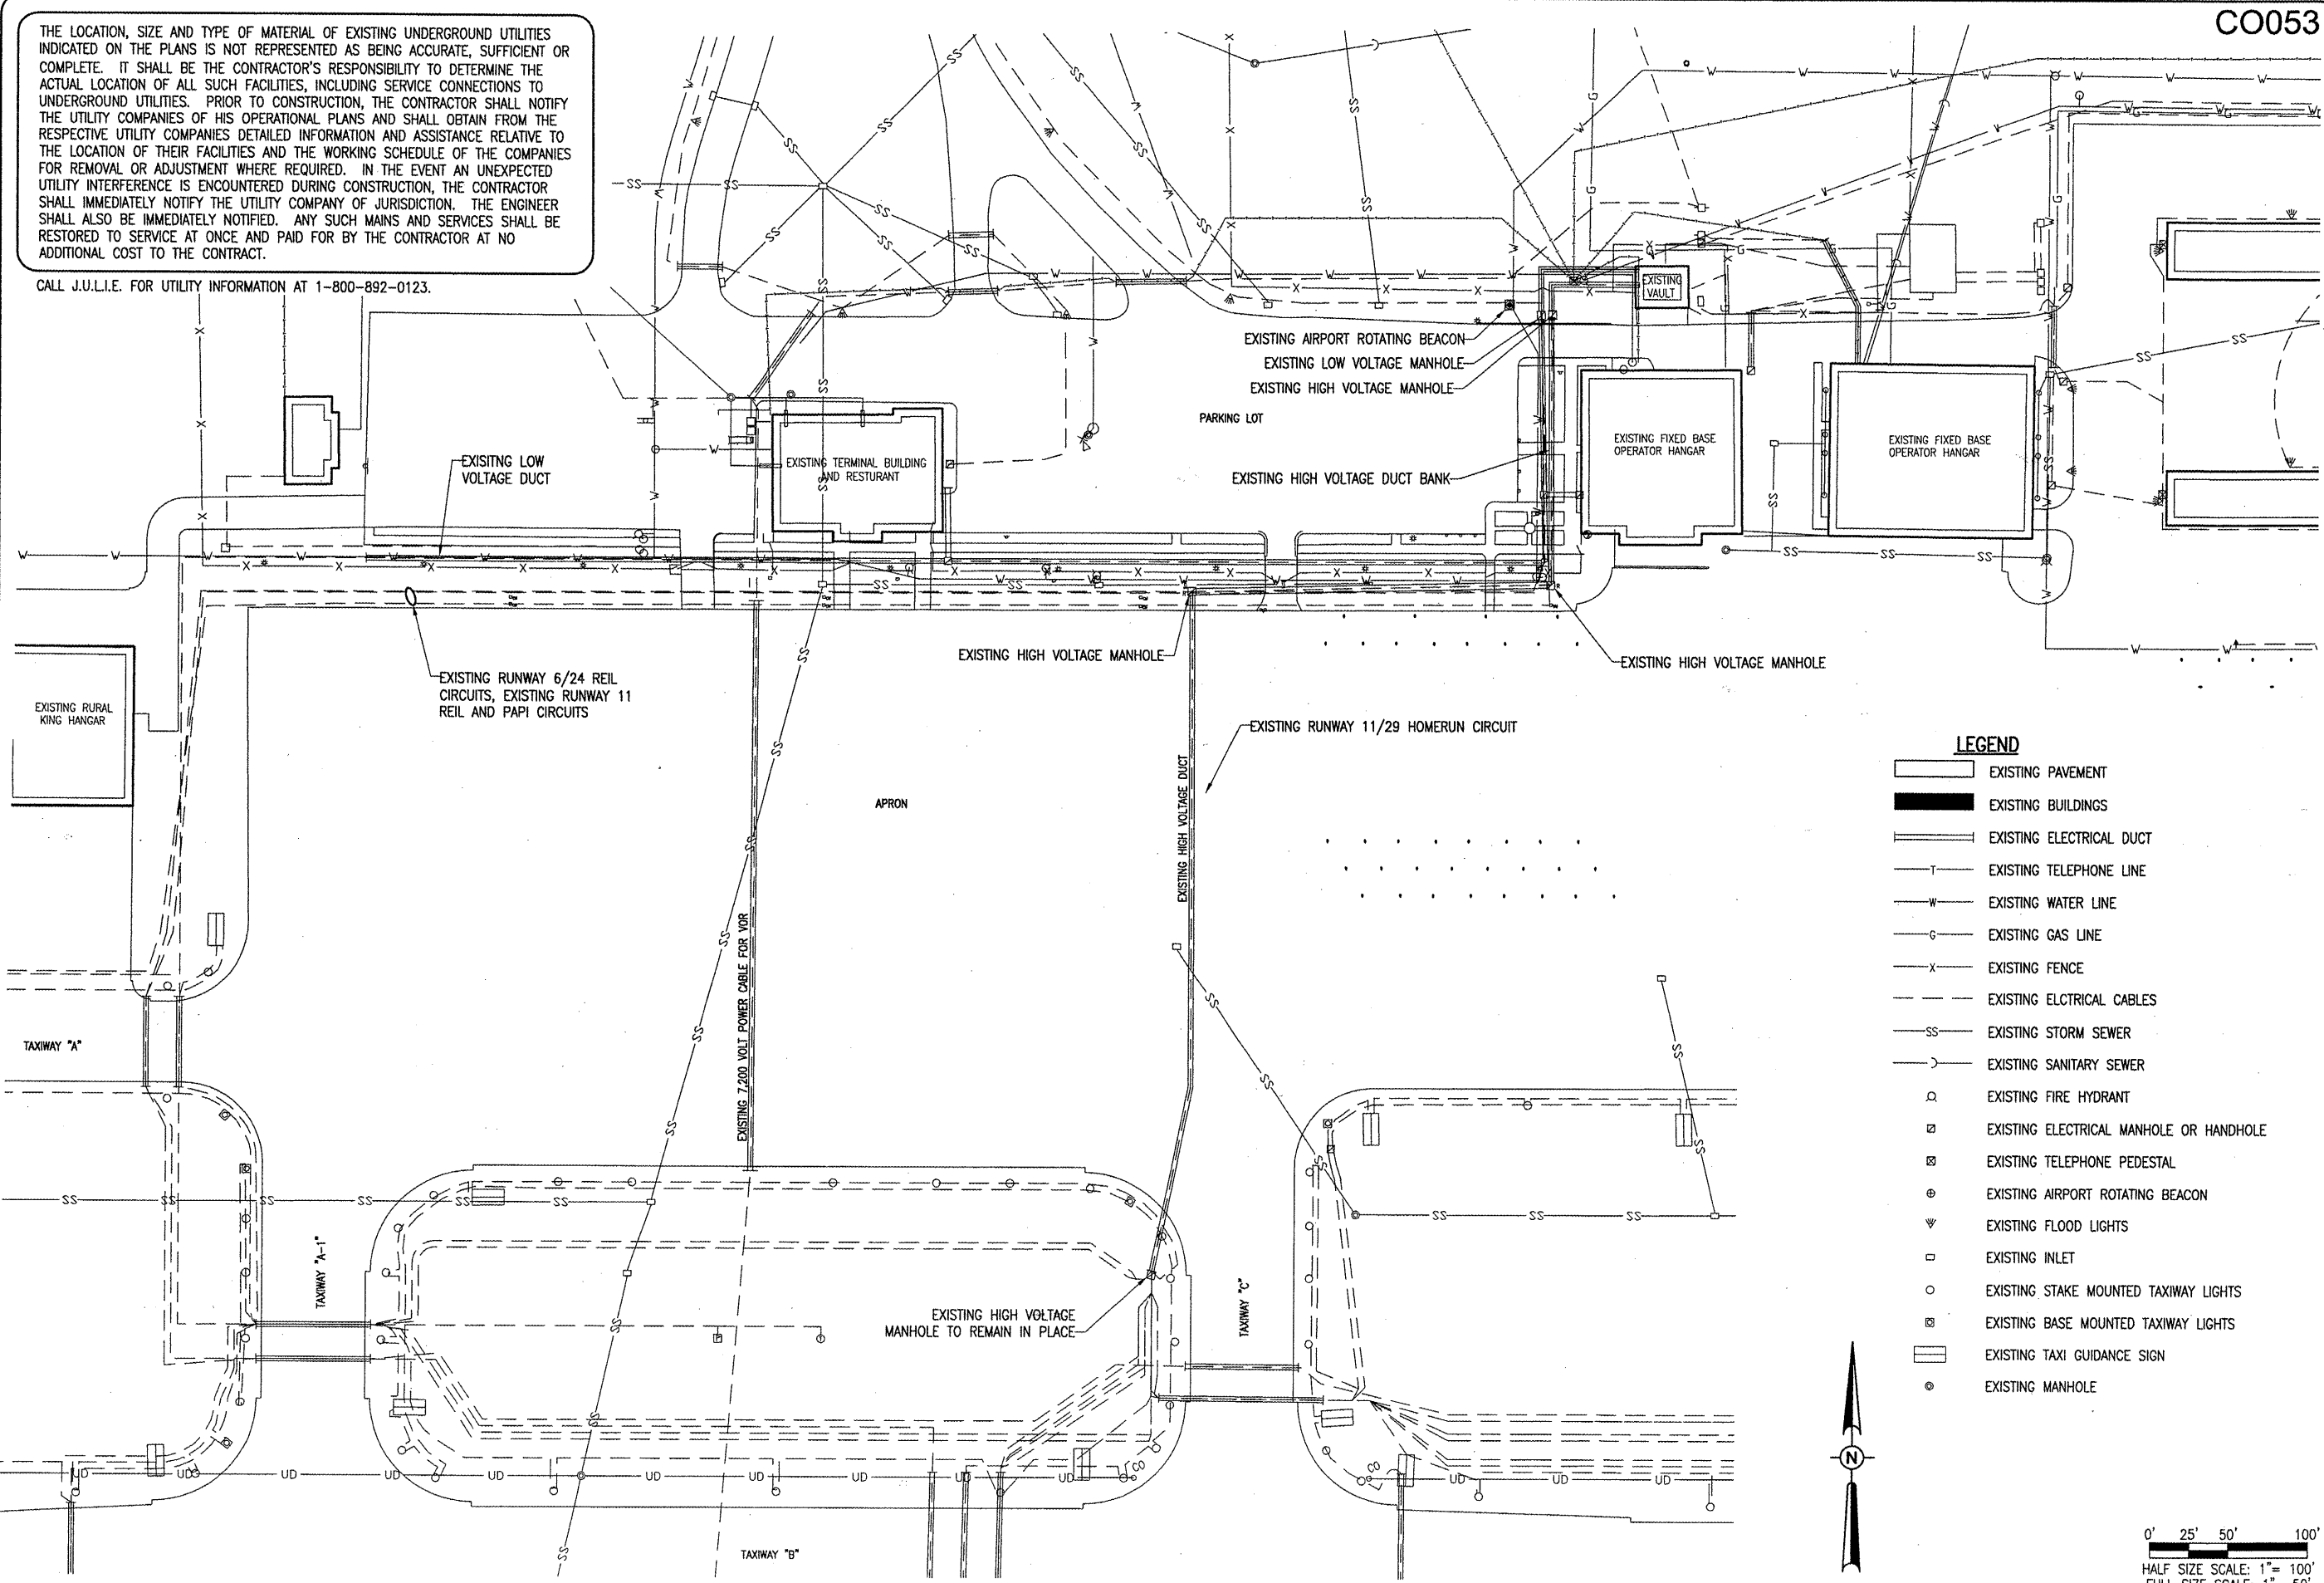 CO053
THE LOCATION, SIZE AND TYPE OF MATERIAL OF EXISTING UNDERGROUND UTILITIES
INDICATED ON THE PLANS IS NOT REPRESENTED AS BEING ACCURATE, SUFFICIENT OR
COMPLETE. IT SHALL BE THE CONTRACTOR'S RESPONSIBILITY TO DETERMINE THE
ACTUAL LOCATION OF ALL SUCH FACILITIES, INCLUDING SERVICE CONNECTIONS TO
UNDERGROUND UTILITIES. PRIOR TO CONSTRUCTION, THE CONTRACTOR SHALL NOTIFY
THE UTILITY COMPANIES OF HIS OPERATIONAL PLANS AND SHALL OBTAIN FROM THE
RESPECTIVE UTILITY COMPANIES DETAILED INFORMATION AND ASSISTANCE RELATIVE TO
THE LOCATION OF THEIR FACILITIES AND THE WORKING SCHEDULE OF THE COMPANIES
FOR REMOVAL OR ADJUSTMENT WHERE REQUIRED. IN THE EVENT AN UNEXPECTED
UTILITY INTERFERENCE IS ENCOUNTERED DURING CONSTRUCTION, THE CONTRACTOR
SHALL IMMEDIATELY NOTIFY THE UTILITY COMPANY OF JURISDICTION. THE ENGINEER
SHALL ALSO BE IMMEDIATELY NOTIFIED. ANY SUCH MAINS AND SERVICES SHALL BE
RESTORED TO SERVICE AT ONCE AND PAID FOR BY THE CONTRACTOR AT NO
ADDITIONAL COST TO THE CONTRACT.
CALL J.U.L.I.E. FOR UTILITY INFORMATION AT 1-800-892-0123.
EXISTING
VAULT
EXISTING AIRPORT ROTATING BEACON
EXISTING LOW VOLTAGE MANHOLE
EXISTING HIGH VOLTAGE MANHOLE
PARKING LOT
EXISTING HIGH VOLTAGE DUCT BANK
EXISTING FIXED BASE
OPERATOR HANGAR
EXISTING FIXED BASE
OPERATOR HANGAR
EXISITNG LOW
VOLTAGE DUCT
EXISTING TERMINAL BUILDING
AND RESTURANT
EXISTING HIGH VOLTAGE MANHOLE
EXISTING HIGH VOLTAGE MANHOLE
EXISTING RUNWAY 6/24 REIL
CIRCUITS, EXISTING RUNWAY 11
REIL AND PAPI CIRCUITS
EXISTING RURAL
KING HANGAR
EXISTING RUNWAY 11/29 HOMERUN CIRCUIT
APRON
EXISTING HIGH VOLTAGE DUCT
EXISTING 7,200 VOLT POWER CABLE FOR VOR
TAXIWAY "A"
TAXIWAY "A-1"
TAXIWAY "C"
EXISTING HIGH VOLTAGE
MANHOLE TO REMAIN IN PLACE
TAXIWAY "B"
LEGEND
EXISTING PAVEMENT
EXISTING BUILDINGS
EXISTING ELECTRICAL DUCT
T EXISTING TELEPHONE LINE
W EXISTING WATER LINE
G EXISTING GAS LINE
X EXISTING FENCE
EXISTING ELCTRICAL CABLES
SS EXISTING STORM SEWER
EXISTING SANITARY SEWER
EXISTING FIRE HYDRANT
EXISTING ELECTRICAL MANHOLE OR HANDHOLE
EXISTING TELEPHONE PEDESTAL
EXISTING AIRPORT ROTATING BEACON
EXISTING FLOOD LIGHTS
EXISTING INLET
EXISTING STAKE MOUNTED TAXIWAY LIGHTS
EXISTING BASE MOUNTED TAXIWAY LIGHTS
EXISTING TAXI GUIDANCE SIGN
EXISTING MANHOLE
N
0' 25' 50' 100'
HALF SIZE SCALE: 1"= 100'